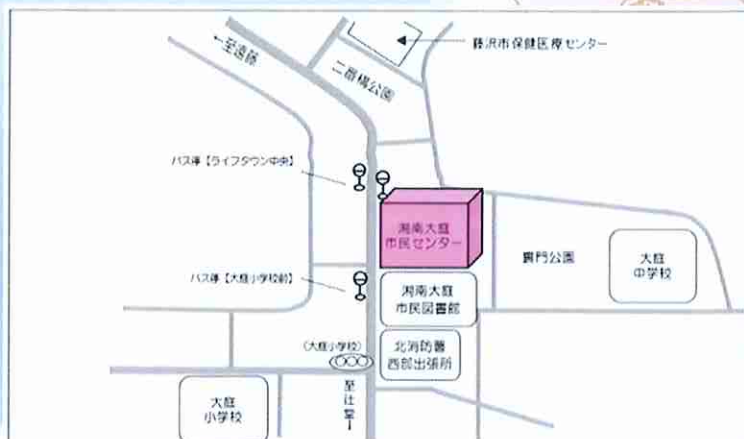 ←至遠藤
二番構公園
藤沢市保健医療センター
バス停【ライフタウン中央】
湘南大庭
市民センター
裏門公園
大庭
中学校
バス停【大庭小学校前】
湘南大庭
市民図書館
(大庭小学校)
北消防署
西部出張所
大庭
小学校
至辻堂→